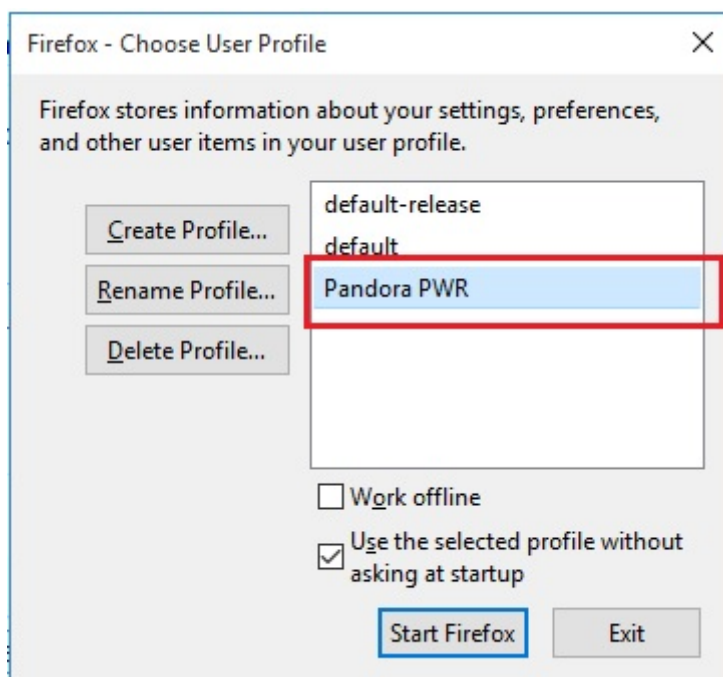 Firefox - Choose User Profile
Firefox stores information about your settings, preferences,
and other user items in your user profile.
Create Profile...
Rename Profile...
Delete Profile...
default-release
default
Pandora PWR
Work offline
Use the selected profile without
asking at startup
Start Firefox
Exit